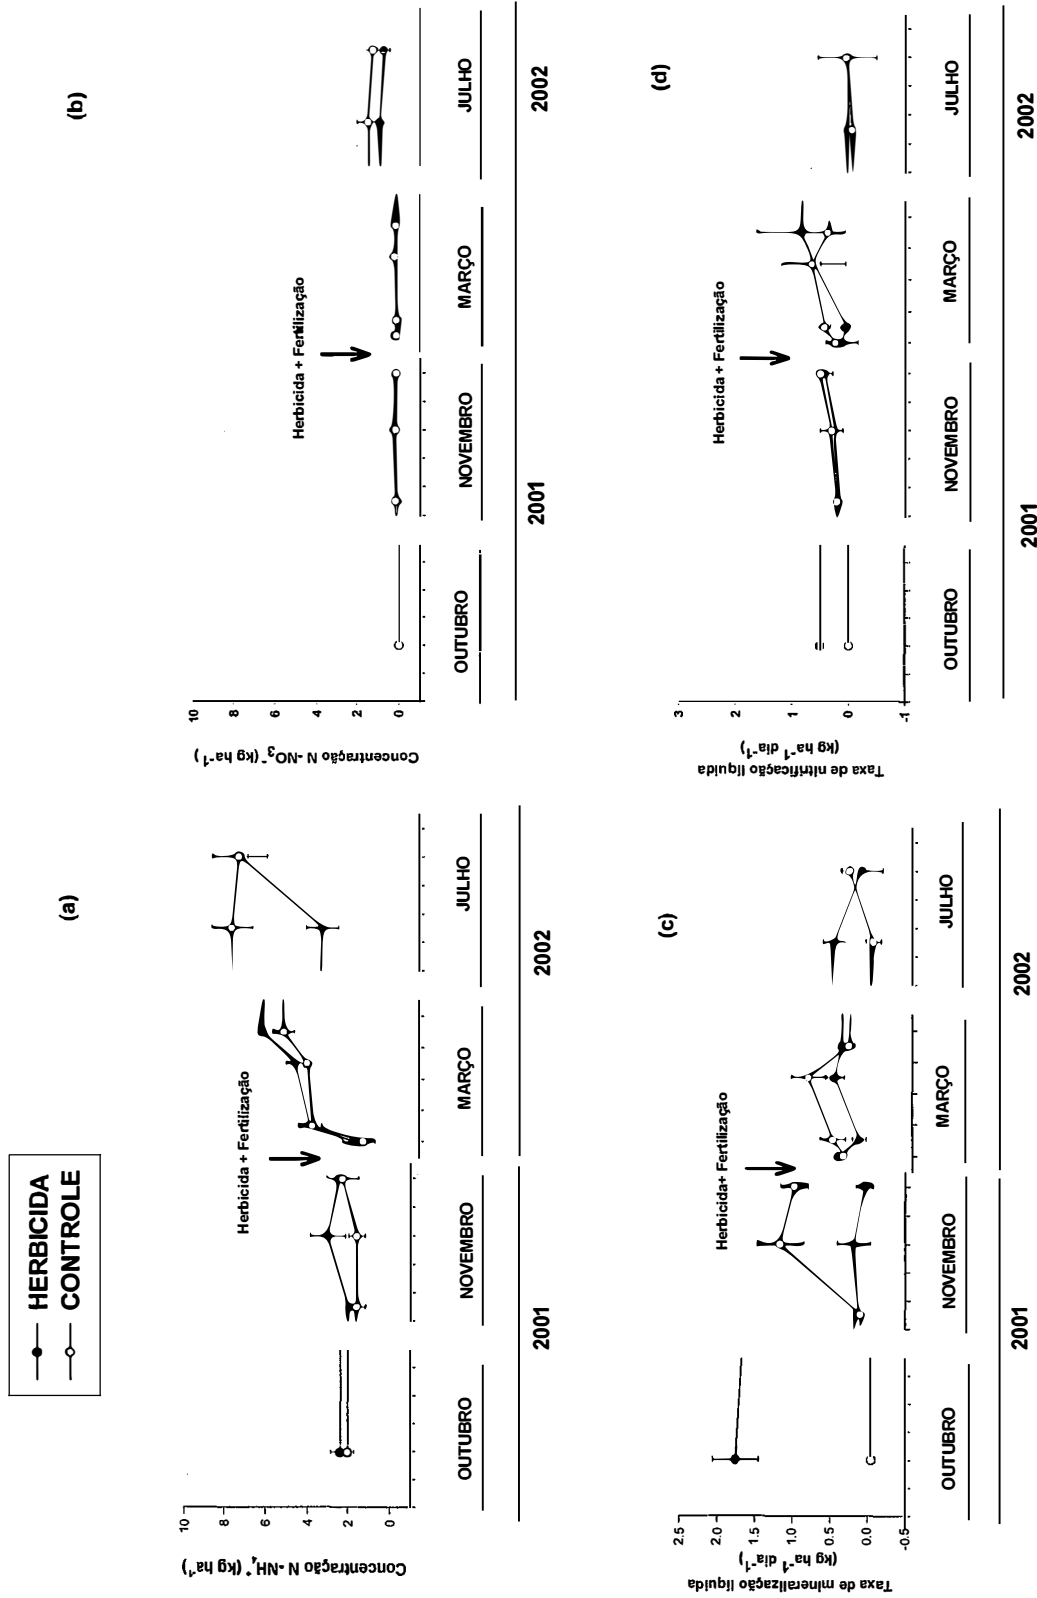 HERBICIDA
CONTROLE
(a)
Concentração N - NH4+ (kg ha-1)
10
8
6
4
2
0
Herbicida + Fertilização
OUTUBRO
NOVEMBRO
MARÇO
JULHO
2001
2002
(b)
Concentração N - NO3- (kg ha-1)
10
8
6
4
2
0
Herbicida + Fertilização
OUTUBRO
NOVEMBRO
MARÇO
JULHO
2001
2002
(c)
Taxa de mineralização líquida
(kg ha-1 dia-1)
2.5
2.0
1.5
1.0
0.5
0.0
-0.5
Herbicida+ Fertilização
OUTUBRO
NOVEMBRO
MARÇO
JULHO
2001
2002
(d)
Taxa de nitrificação líquida
(kg ha-1 dia-1)
3
2
1
0
-1
Herbicida + Fertilização
OUTUBRO
NOVEMBRO
MARÇO
JULHO
2001
2002